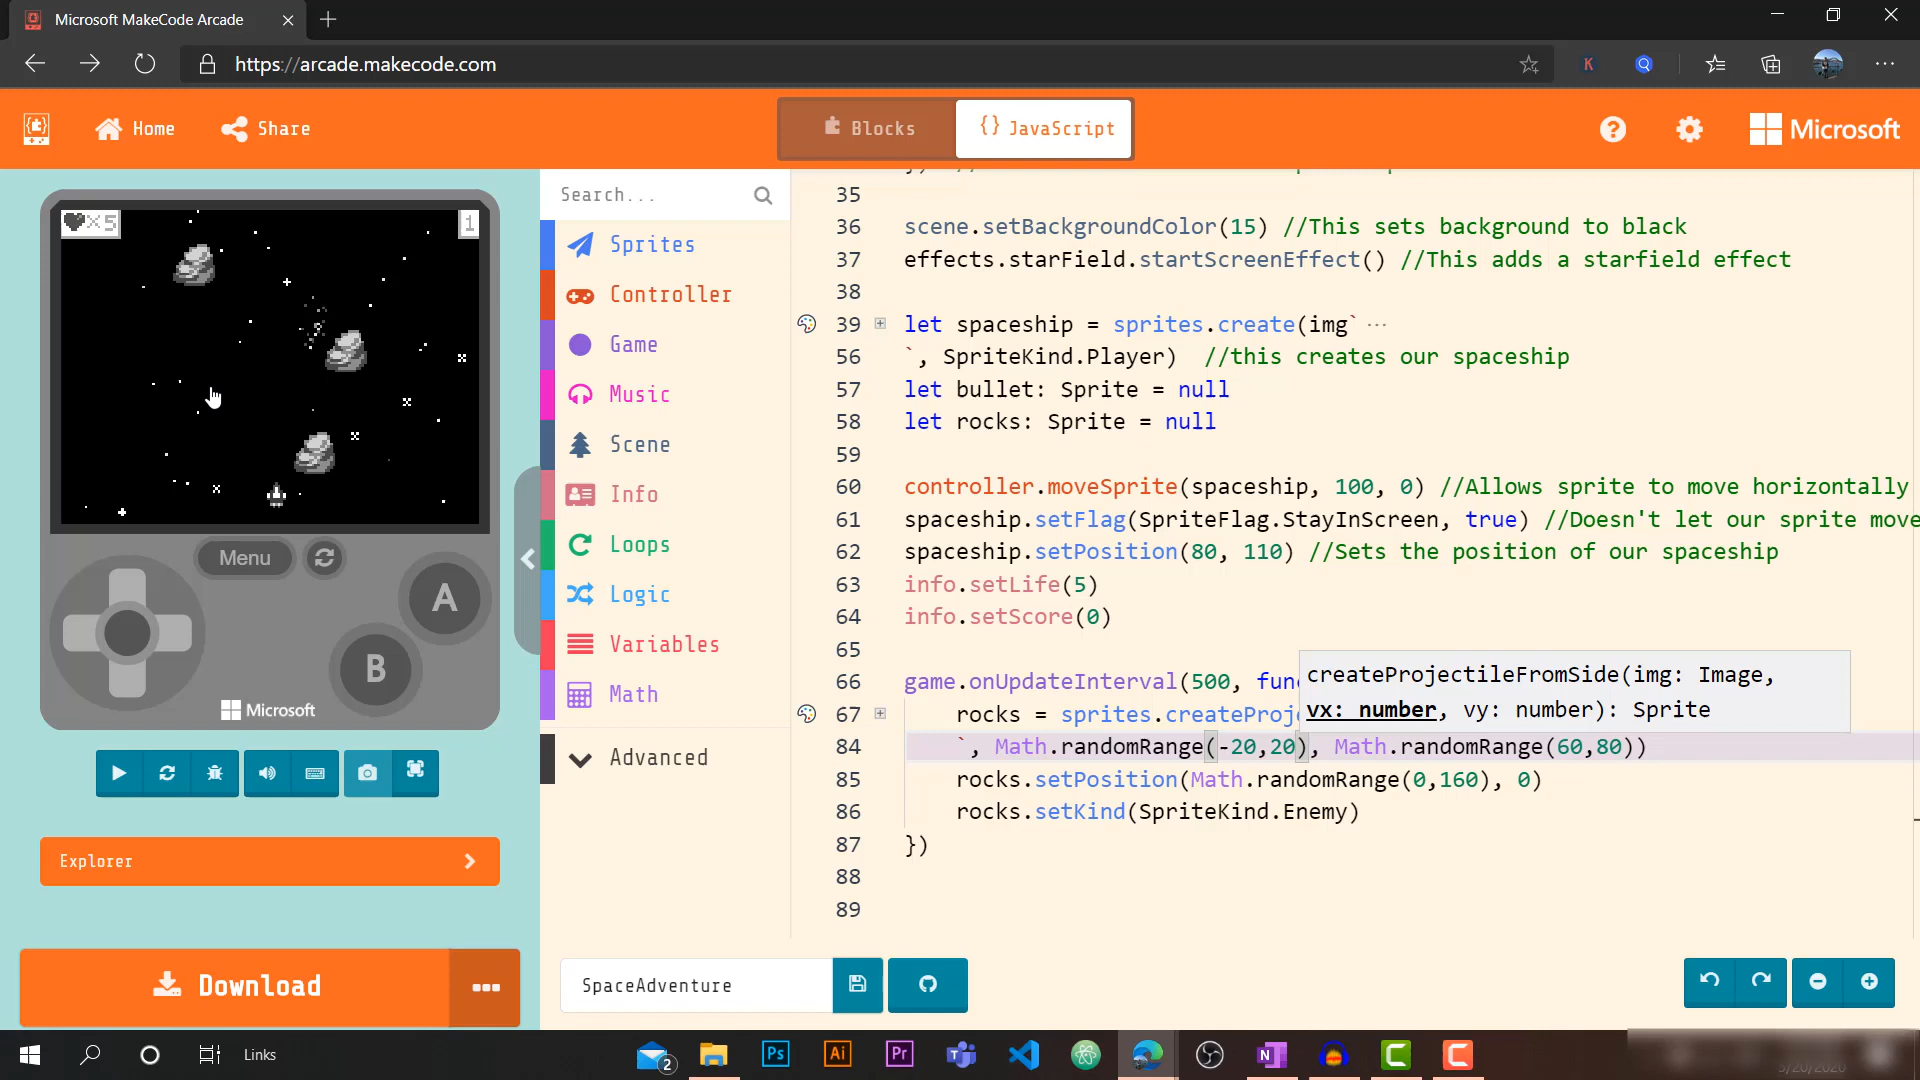 Microsoft MakeCode Arcade
https://arcade.makecode.com
Home
Share
Blocks
{} JavaScript
Microsoft
×5
1
Menu
A
B
Microsoft
Explorer
Download
Search...
Sprites
Controller
Game
Music
Scene
Info
Loops
Logic
Variables
Math
Advanced
35
36 scene.setBackgroundColor(15) //This sets background to black
37 effects.starField.startScreenEffect() //This adds a starfield effect
38
39 let spaceship = sprites.create(img` ...
56 `, SpriteKind.Player)  //this creates our spaceship
57 let bullet: Sprite = null
58 let rocks: Sprite = null
59
60 controller.moveSprite(spaceship, 100, 0) //Allows sprite to move horizontally
61 spaceship.setFlag(SpriteFlag.StayInScreen, true) //Doesn't let our sprite move
62 spaceship.setPosition(80, 110) //Sets the position of our spaceship
63 info.setLife(5)
64 info.setScore(0)
65
66 game.onUpdateInterval(500, fun
createProjectileFromSide(img: Image,
vx: number, vy: number): Sprite
67 rocks = sprites.createProj
84 `, Math.randomRange(-20,20), Math.randomRange(60,80))
85 rocks.setPosition(Math.randomRange(0,160), 0)
86 rocks.setKind(SpriteKind.Enemy)
87 })
88
89
SpaceAdventure
Links
2
Ps
Ai
Pr